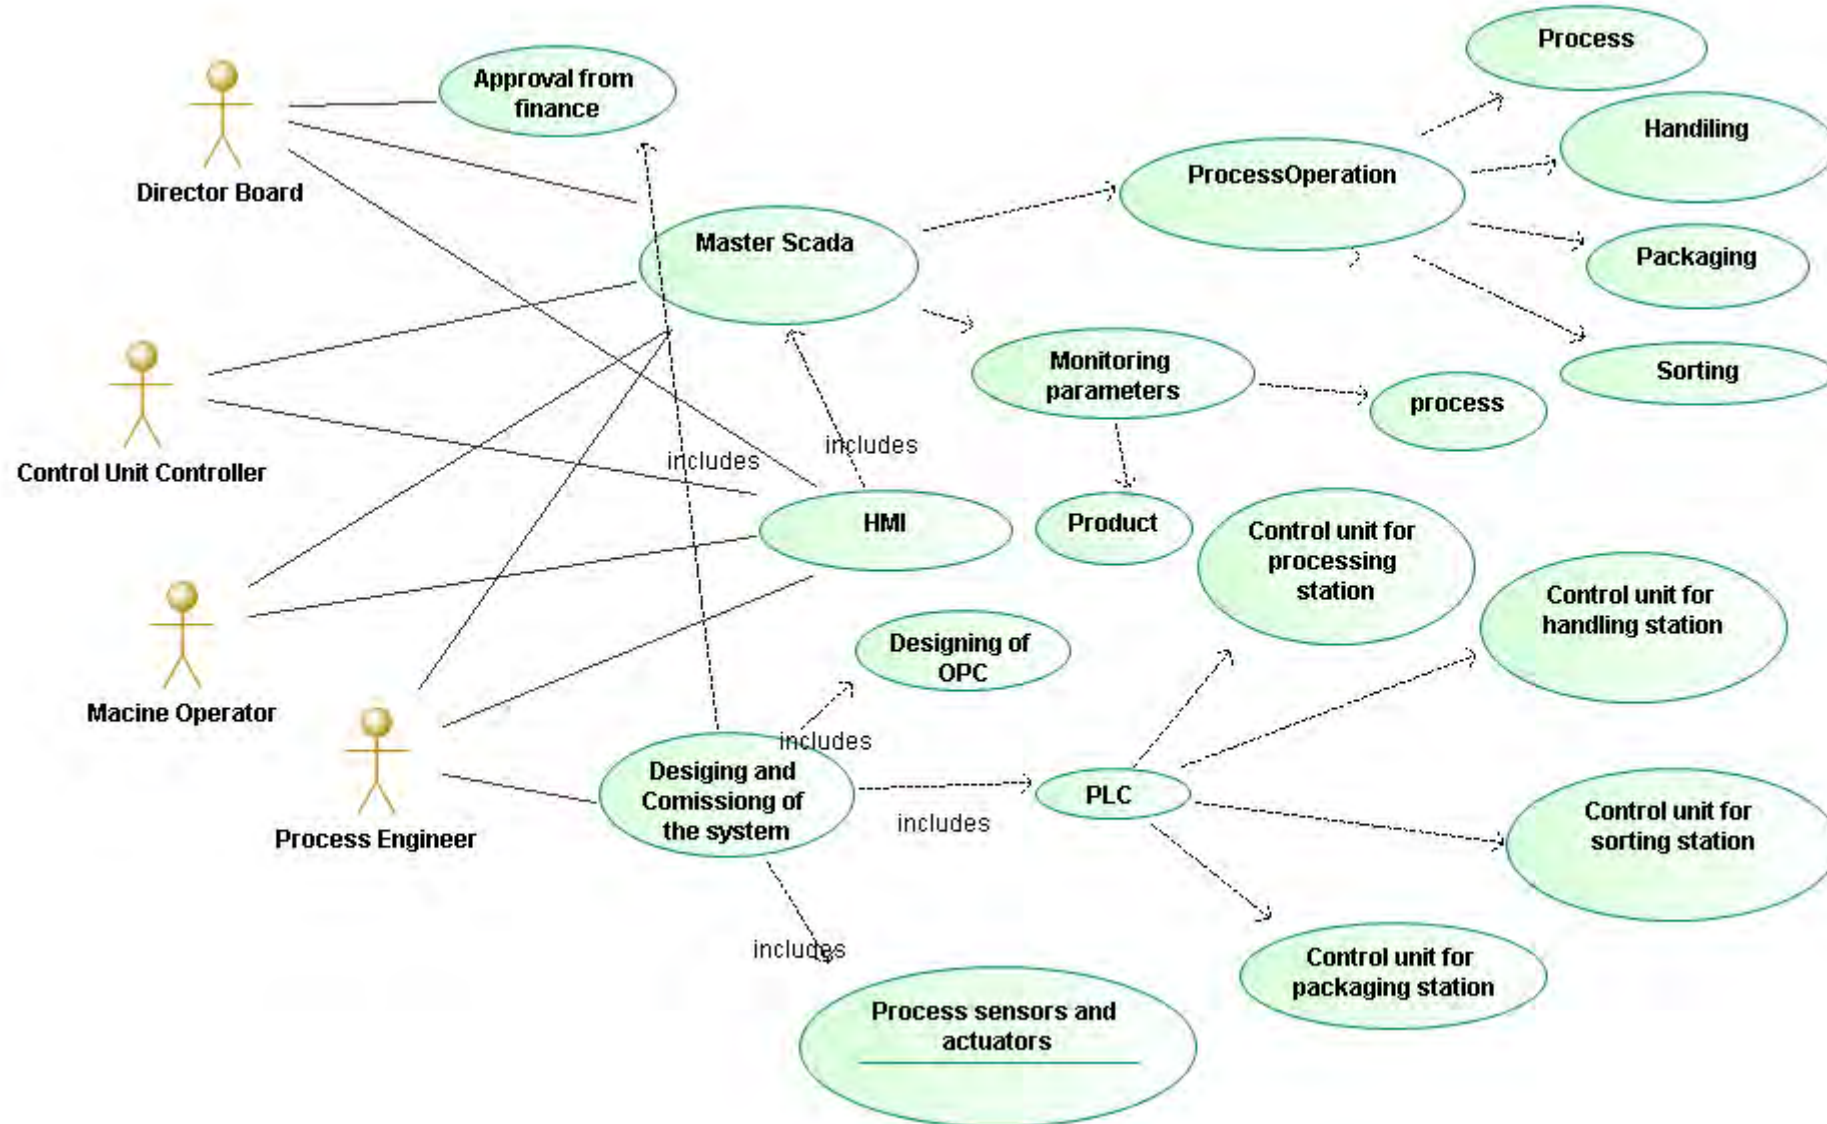 Process
Approval from
finance
Handiling
ProcessOperation
Director Board
Master Scada
Packaging
Monitoring
parameters
Sorting
process
Control Unit Controller
includes
includes
HMI
Product
Control unit for
processing
station
Control unit for
handling station
Designing of
OPC
Macine Operator
includes
Desiging and
Comissiong of
the system
PLC
includes
Control unit for
sorting station
Process Engineer
includes
Control unit for
packaging station
Process sensors and
actuators